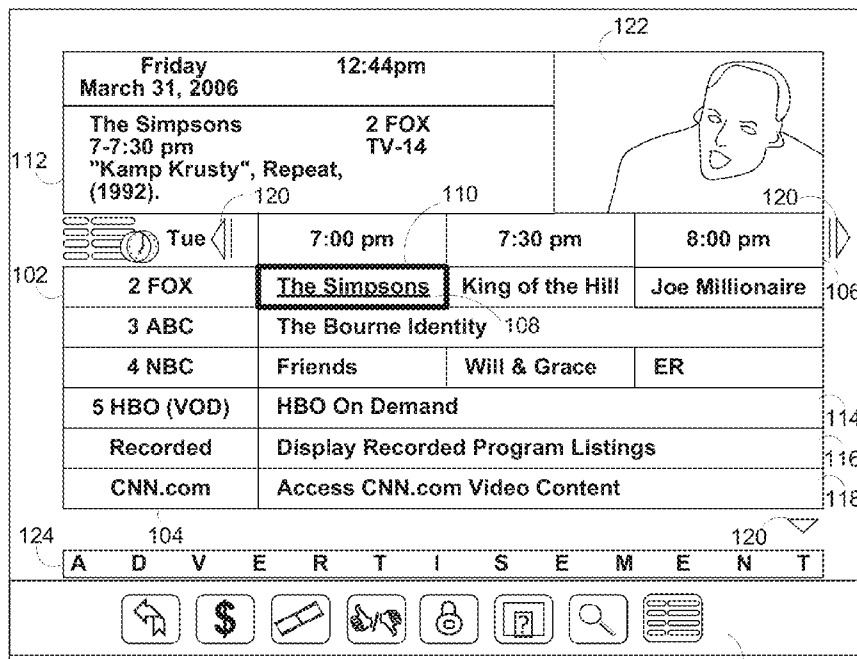 122
Friday 12:44pm
March 31, 2006
The Simpsons 2 FOX
7-7:30 pm TV-14
"Kamp Krusty", Repeat,
(1992).
112
120 110 120
Tue 7:00 pm 7:30 pm 8:00 pm
102 106
2 FOX The Simpsons King of the Hill Joe Millionaire
3 ABC The Bourne Identity 108
4 NBC Friends Will & Grace ER
5 HBO (VOD) HBO On Demand
114
Recorded Display Recorded Program Listings
116
CNN.com Access CNN.com Video Content
118
124 104 120
A D V E R T I S E M E N T
$ ?